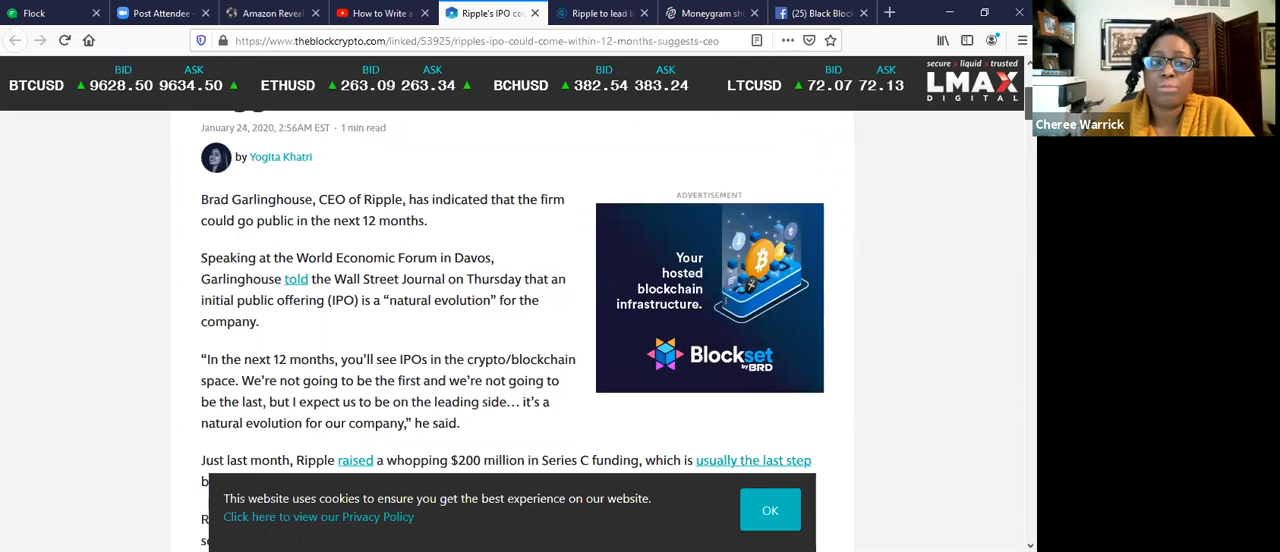 Flock
Post Attendee
Amazon Reveal
How to Write a
Ripple's IPO co
Ripple to lead b
Moneygram sh
(25) Black Bloc
https://www.theblockcrypto.com/linked/53925/ripples-ipo-could-come-within-12-months-suggests-ceo
BID ASK BID ASK BID ASK BID ASK
BTCUSD 9628.50 9634.50 ETHUSD 263.09 263.34 BCHUSD 382.54 383.24 LTCUSD 72.07 72.13
secure liquid trusted
LMAX
DIGITAL
Cheree Warrick
January 24, 2020, 2:56AM EST · 1 min read
by Yogita Khatri
Brad Garlinghouse, CEO of Ripple, has indicated that the firm
could go public in the next 12 months.
Speaking at the World Economic Forum in Davos,
Garlinghouse told the Wall Street Journal on Thursday that an
initial public offering (IPO) is a “natural evolution” for the
company.
“In the next 12 months, you’ll see IPOs in the crypto/blockchain
space. We’re not going to be the first and we’re not going to
be the last, but I expect us to be on the leading side… it’s a
natural evolution for our company,” he said.
Just last month, Ripple raised a whopping $200 million in Series C funding, which is usually the last step
ADVERTISEMENT
Your
hosted
blockchain
infrastructure.
Blockset
by BRD
This website uses cookies to ensure you get the best experience on our website.
Click here to view our Privacy Policy
OK